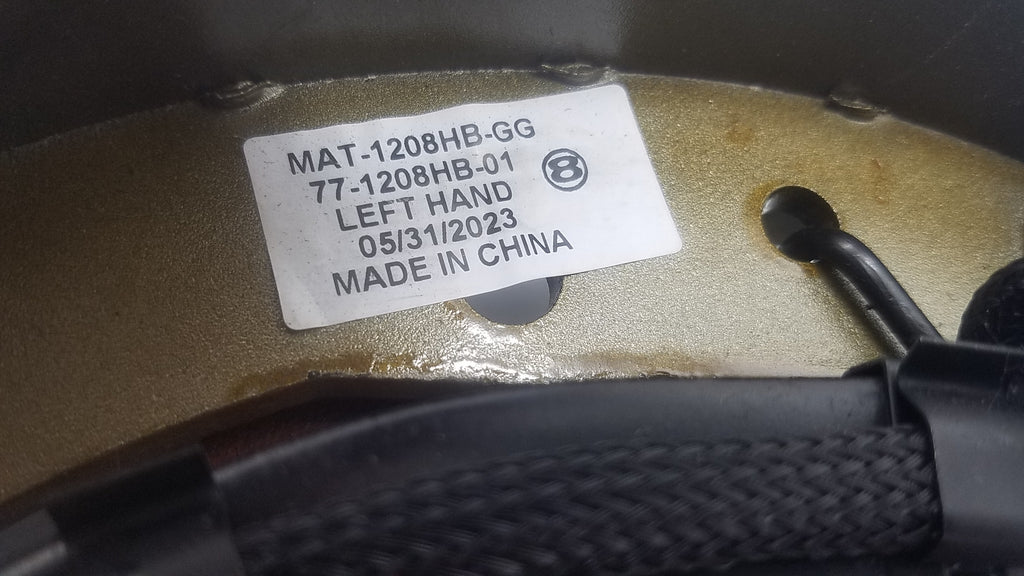 MAT-1208HB-GG
77-1208HB-01
8
LEFT HAND
05/31/2023
MADE IN CHINA